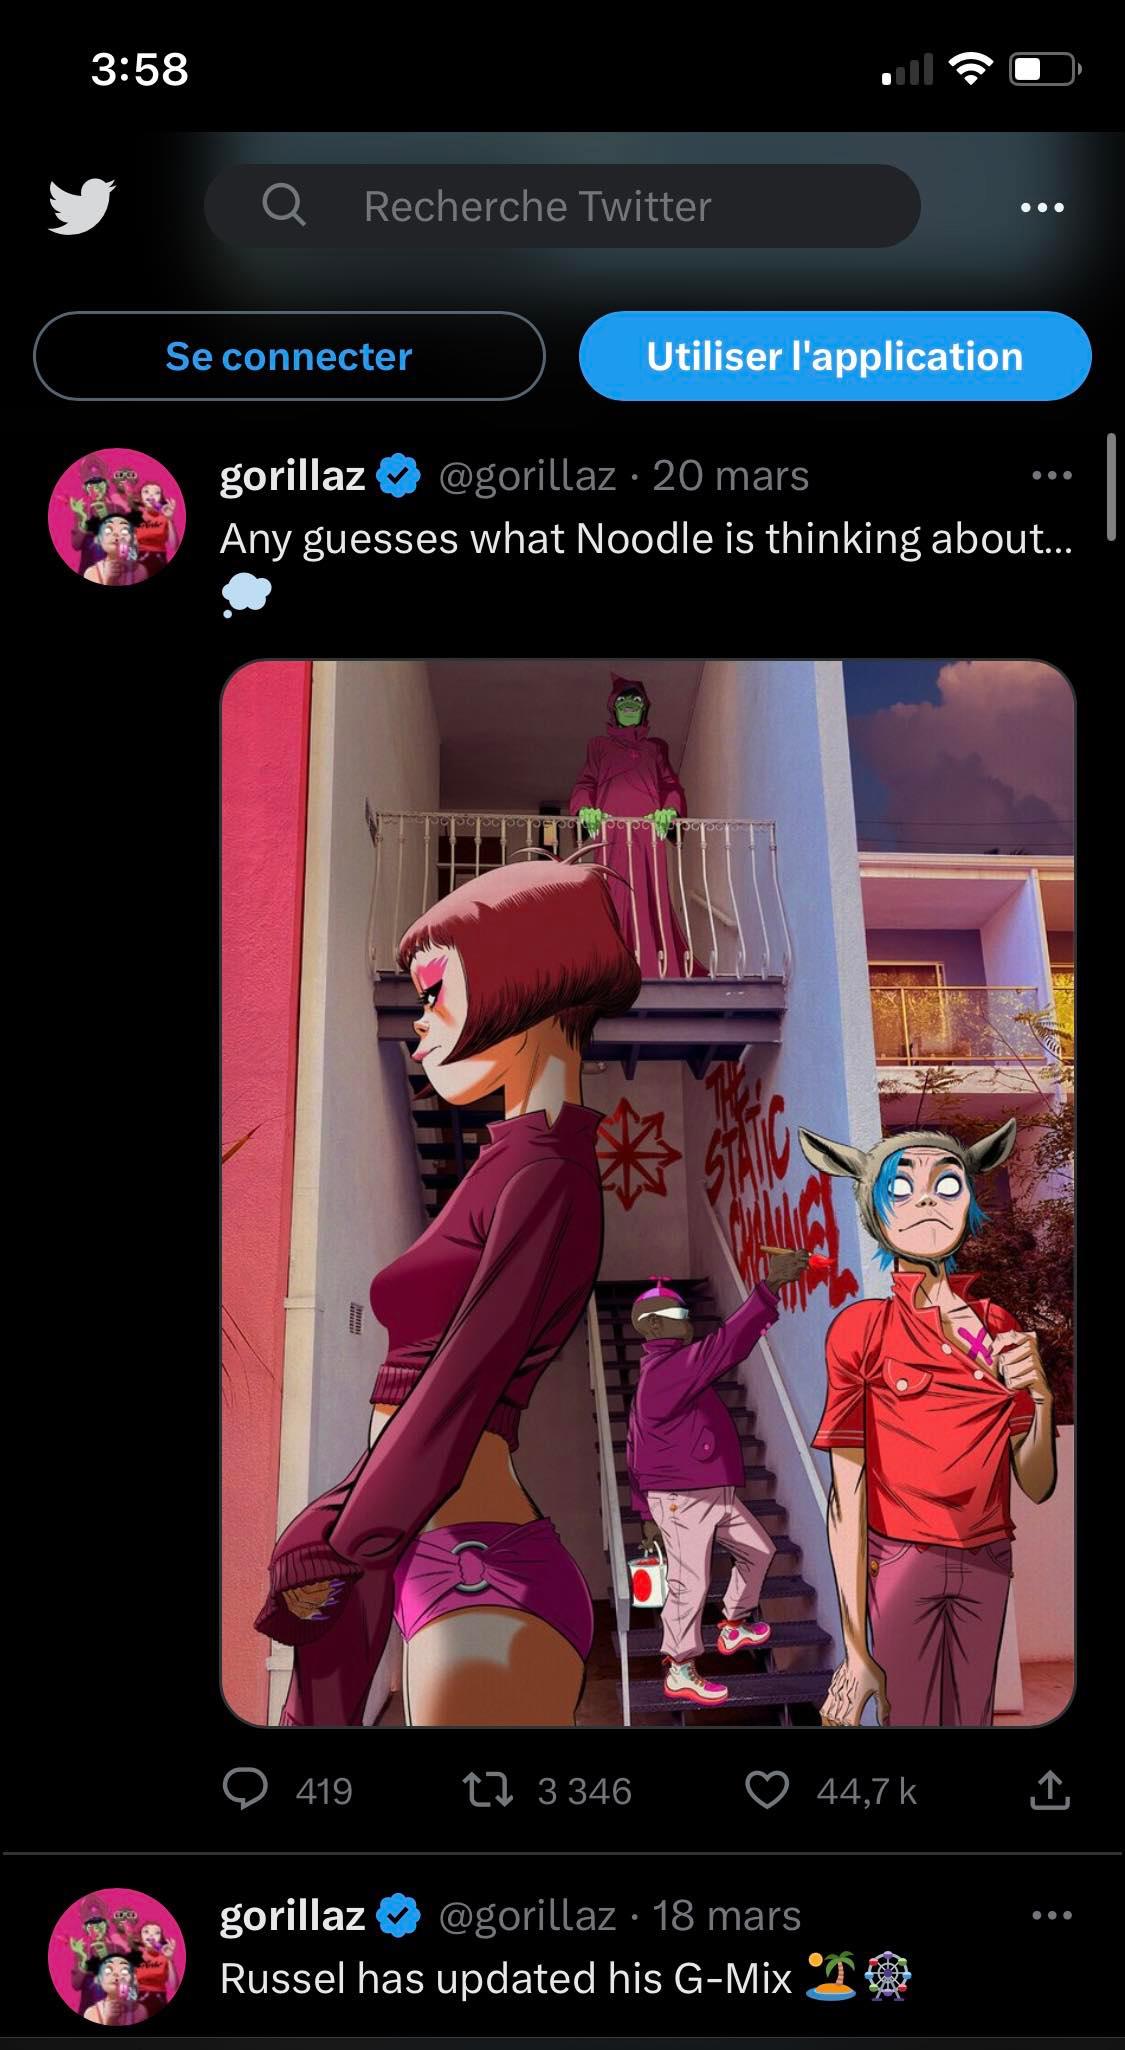 3:58
Recherche Twitter
Se connecter
Utiliser l'application
gorillaz @gorillaz · 20 mars
Any guesses what Noodle is thinking about...
💭
THE
STATIC
CHANNEL
419 3 346 44,7 k
gorillaz @gorillaz · 18 mars
Russel has updated his G-Mix 🏝️🎡